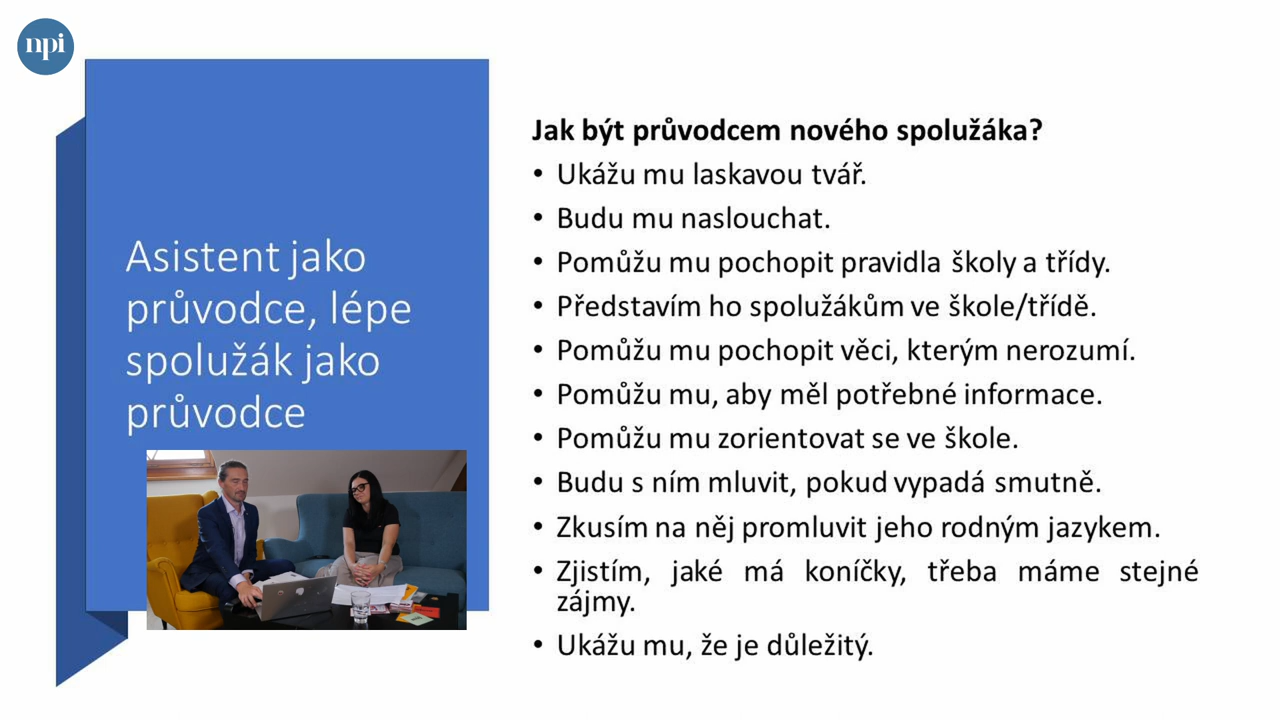 npi
Asistent jako
průvodce, lépe
spolužák jako
průvodce
Jak být průvodcem nového spolužáka?
• Ukážu mu laskavou tvář.
• Budu mu naslouchat.
• Pomůžu mu pochopit pravidla školy a třídy.
• Představím ho spolužákům ve škole/třídě.
• Pomůžu mu pochopit věci, kterým nerozumí.
• Pomůžu mu, aby měl potřebné informace.
• Pomůžu mu zorientovat se ve škole.
• Budu s ním mluvit, pokud vypadá smutně.
• Zkusím na něj promluvit jeho rodným jazykem.
• Zjistím, jaké má koníčky, třeba máme stejné
zájmy.
• Ukážu mu, že je důležitý.